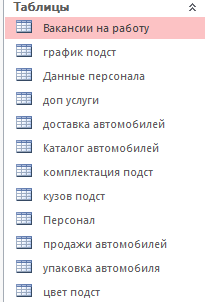 Таблицы
Вакансии на работу
график подст
Данные персонала
доп услуги
доставка автомобилей
Каталог автомобилей
комплектация подст
кузов подст
Персонал
продажи автомобилей
упаковка автомобиля
цвет подст